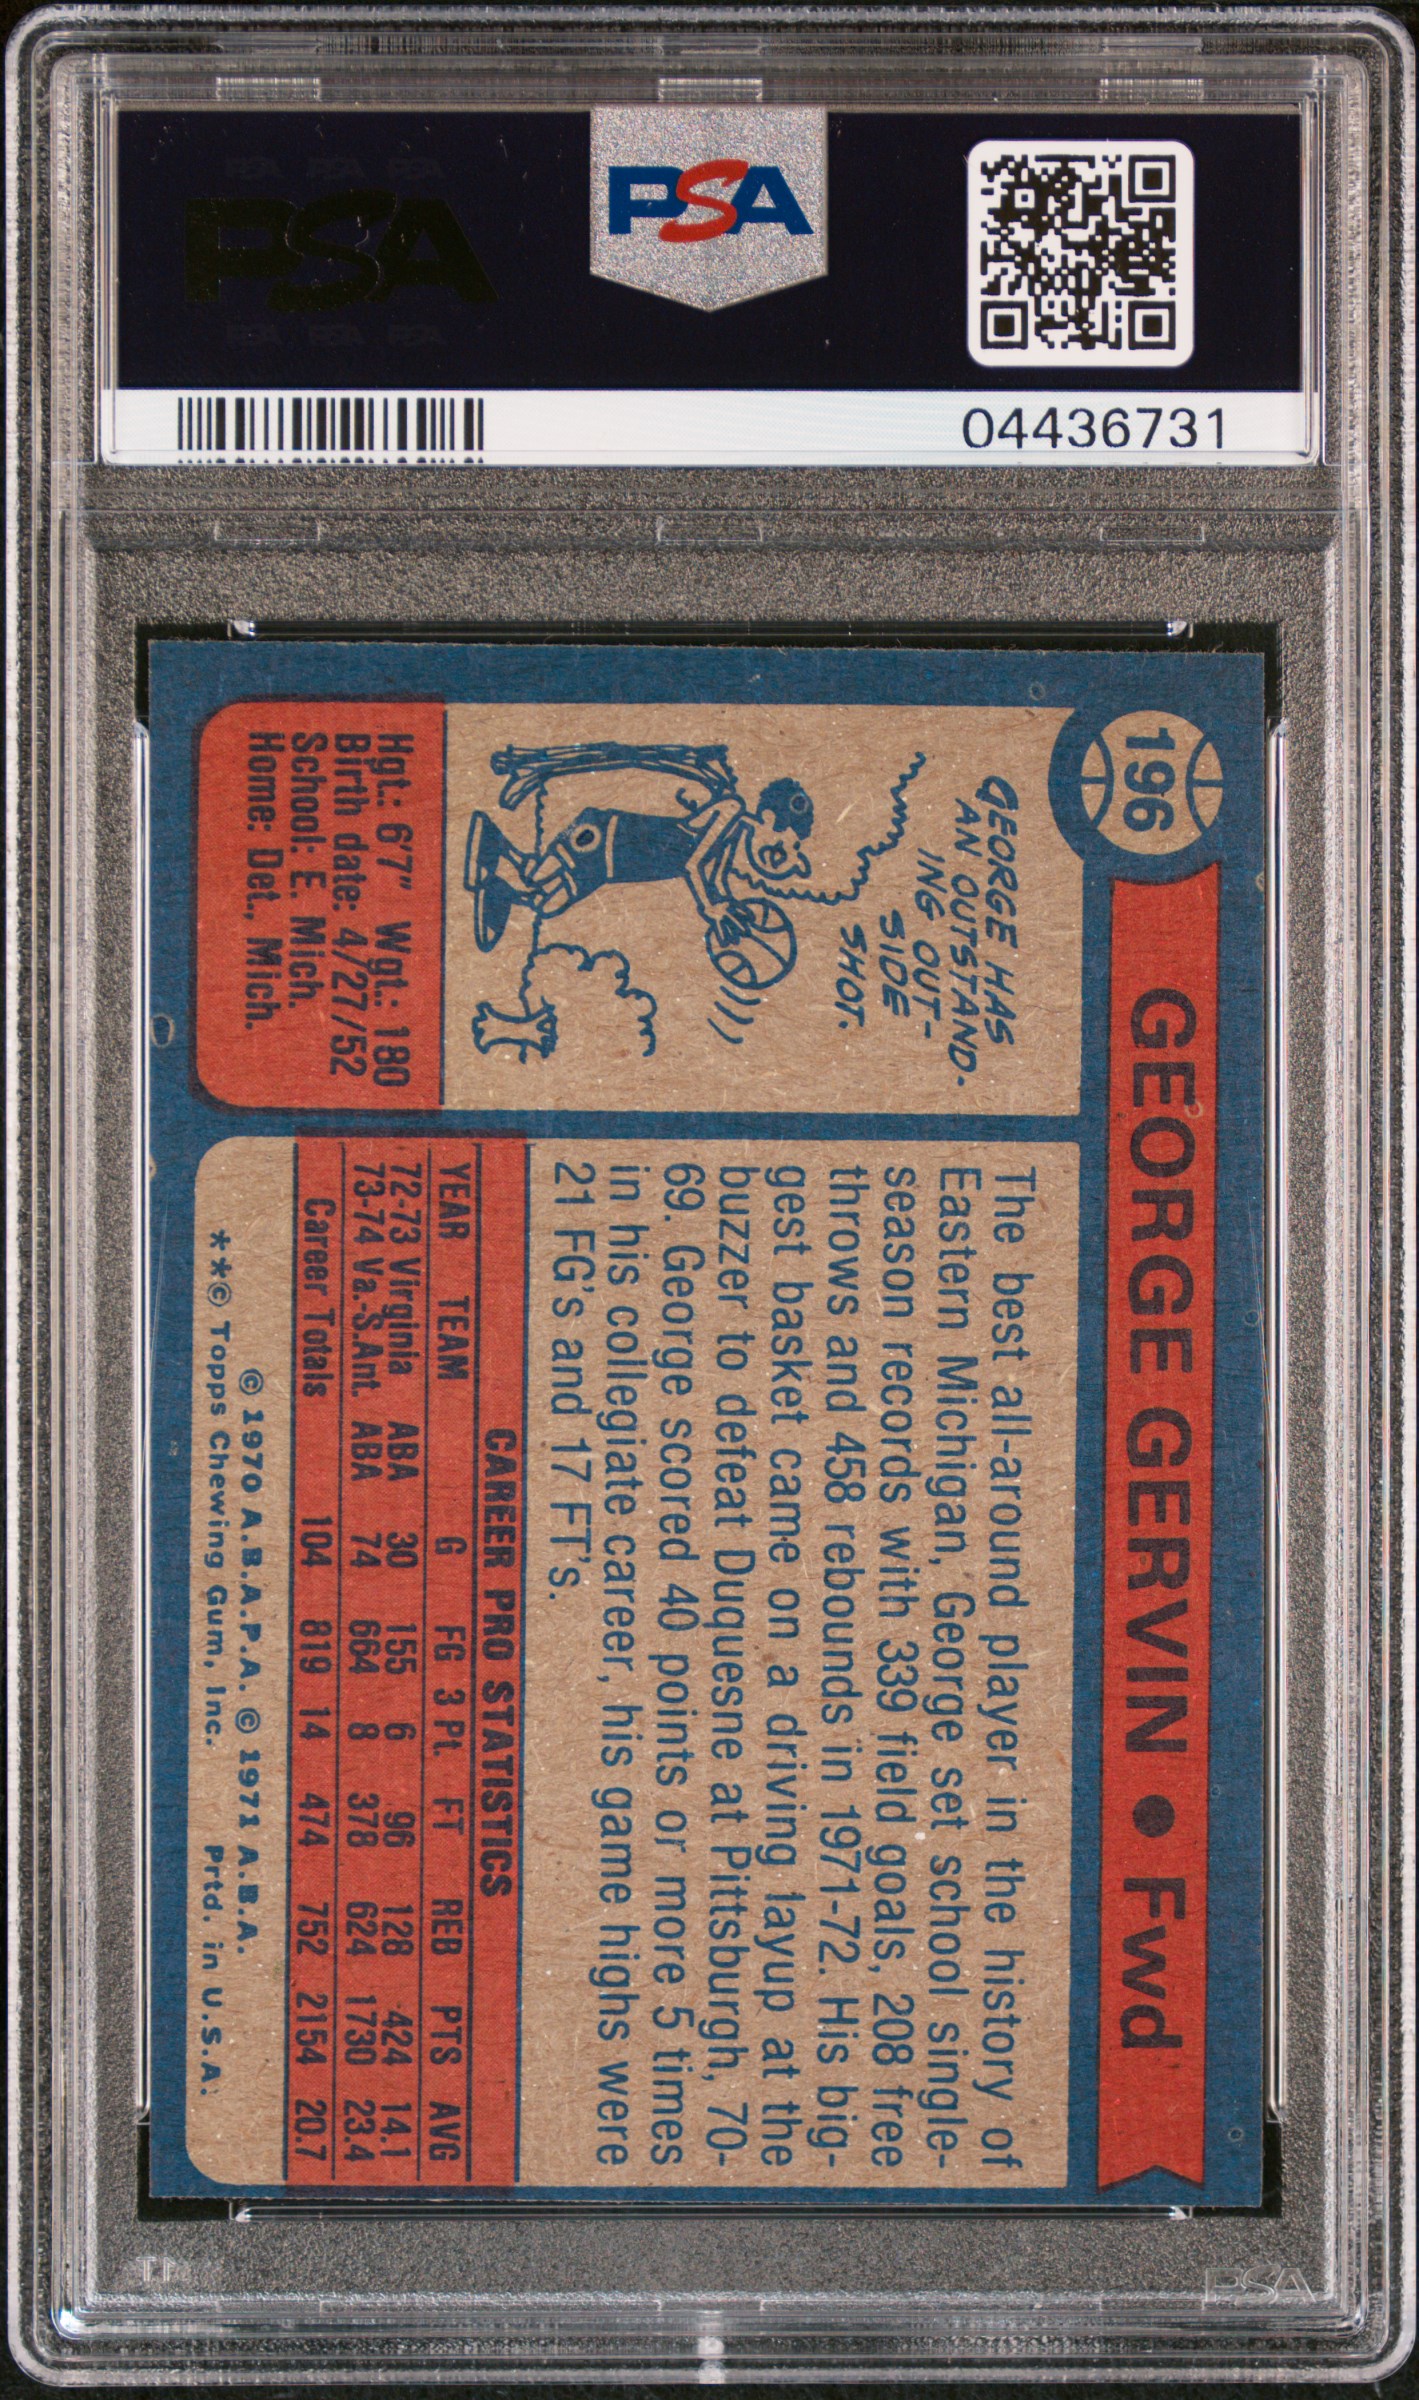 PSA PSA PSA
PSA
PSA PSA PSA
PSA
04436731
196
GEORGE GERVIN • Fwd
GEORGE HAS
AN OUTSTAND-
ING OUT-
SIDE
SHOT.
Hgt.: 6'7" Wgt.: 180
Birth date: 4/27/52
School: E. Mich.
Home: Det., Mich.
The best all-around player in the history of
Eastern Michigan, George set school single-
season records with 339 field goals, 208 free
throws and 458 rebounds in 1971-72. His big-
gest basket came on a driving layup at the
buzzer to defeat Duquesne at Pittsburgh, 70-
69. George scored 40 points or more 5 times
in his collegiate career, his game highs were
21 FG's and 17 FT's.
CAREER PRO STATISTICS
YEAR TEAM G FG 3 Pt. FT REB PTS AVG
72-73 Virginia ABA 30 155 6 96 128 424 14.1
73-74 Va.-S.Ant. ABA 74 664 8 378 624 1730 23.4
Career Totals 104 819 14 474 752 2154 20.7
© 1970 A.B.A.P.A. © 1971 A.B.A.
**© Topps Chewing Gum, Inc. Prtd. in U.S.A.
PSA